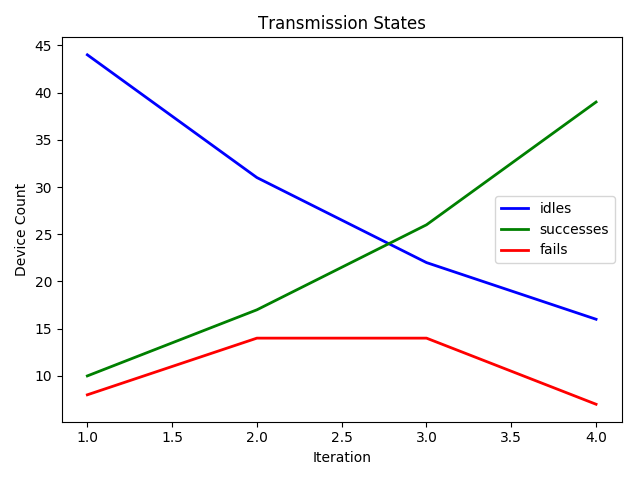 Transmission States
Device Count
45
40
35
30
25
20
15
10
idles
successes
fails
1.0 1.5 2.0 2.5 3.0 3.5 4.0
Iteration